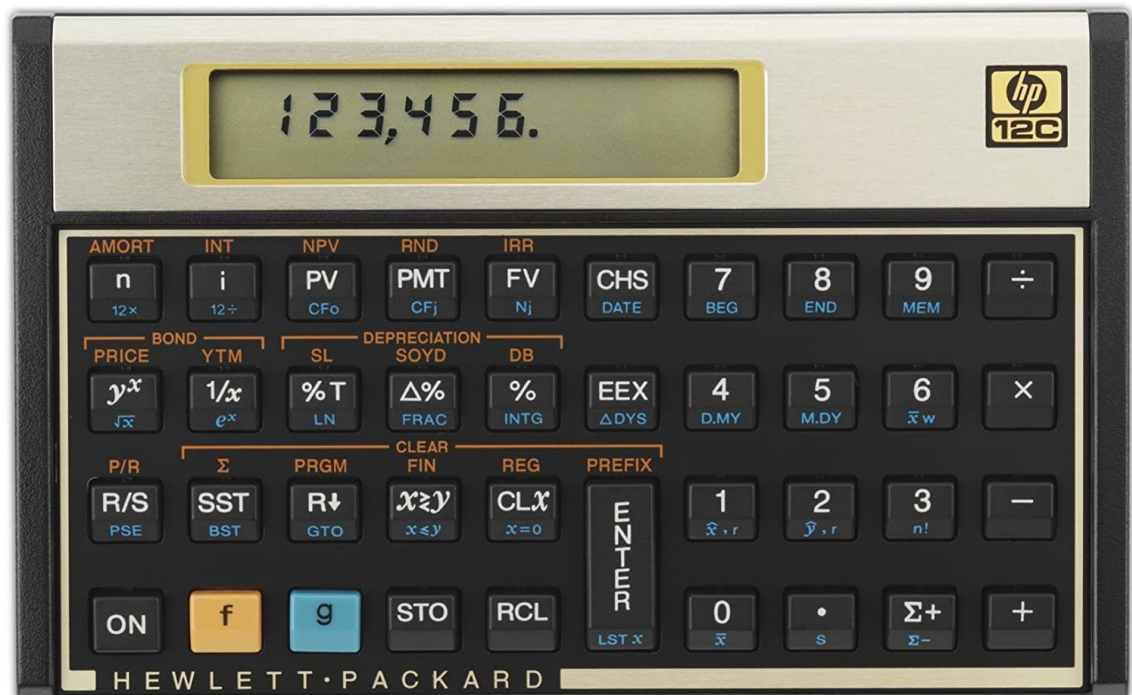 123,456.
hp
12C
AMORT INT NPV RND IRR
n i PV PMT FV CHS 7 8 9 ÷
12× 12÷ CFo CFj Nj DATE BEG END MEM
BOND DEPRECIATION
PRICE YTM SL SOYD DB
yˣ 1/x %T Δ% % EEX 4 5 6 ×
√x eˣ LN FRAC INTG ΔDYS D.MY M.DY x̄w
CLEAR
P/R Σ PRGM FIN REG PREFIX
R/S SST R↓ x≷y CLx ENTER 1 2 3 −
PSE BST GTO x≤y x=0 x̂,r ŷ,r n!
ON f g STO RCL 0 • Σ+ +
LST x x̄ S Σ−
HEWLETT·PACKARD